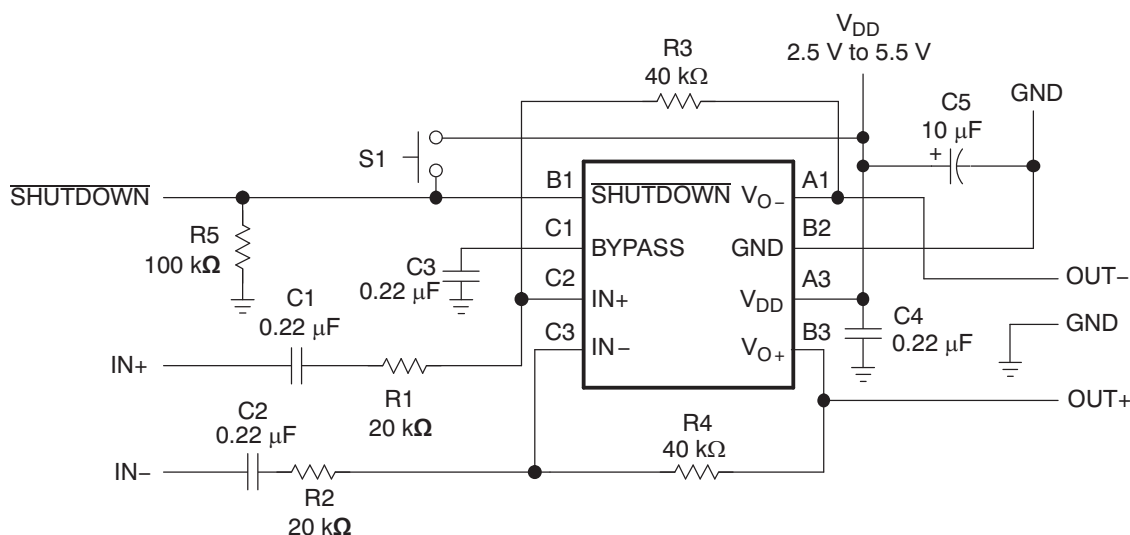 V_DD
2.5 V to 5.5 V
R3
40 kΩ
C5
10 µF
+
GND
S1
SHUTDOWN
R5
100 kΩ
B1
SHUTDOWN
V_O−
A1
C1
BYPASS
GND
B2
C3
0.22 µF
C2
IN+
V_DD
A3
C3
IN−
V_O+
B3
OUT−
C4
0.22 µF
GND
C1
0.22 µF
IN+
R1
20 kΩ
OUT+
C2
0.22 µF
R4
40 kΩ
IN−
R2
20 kΩ